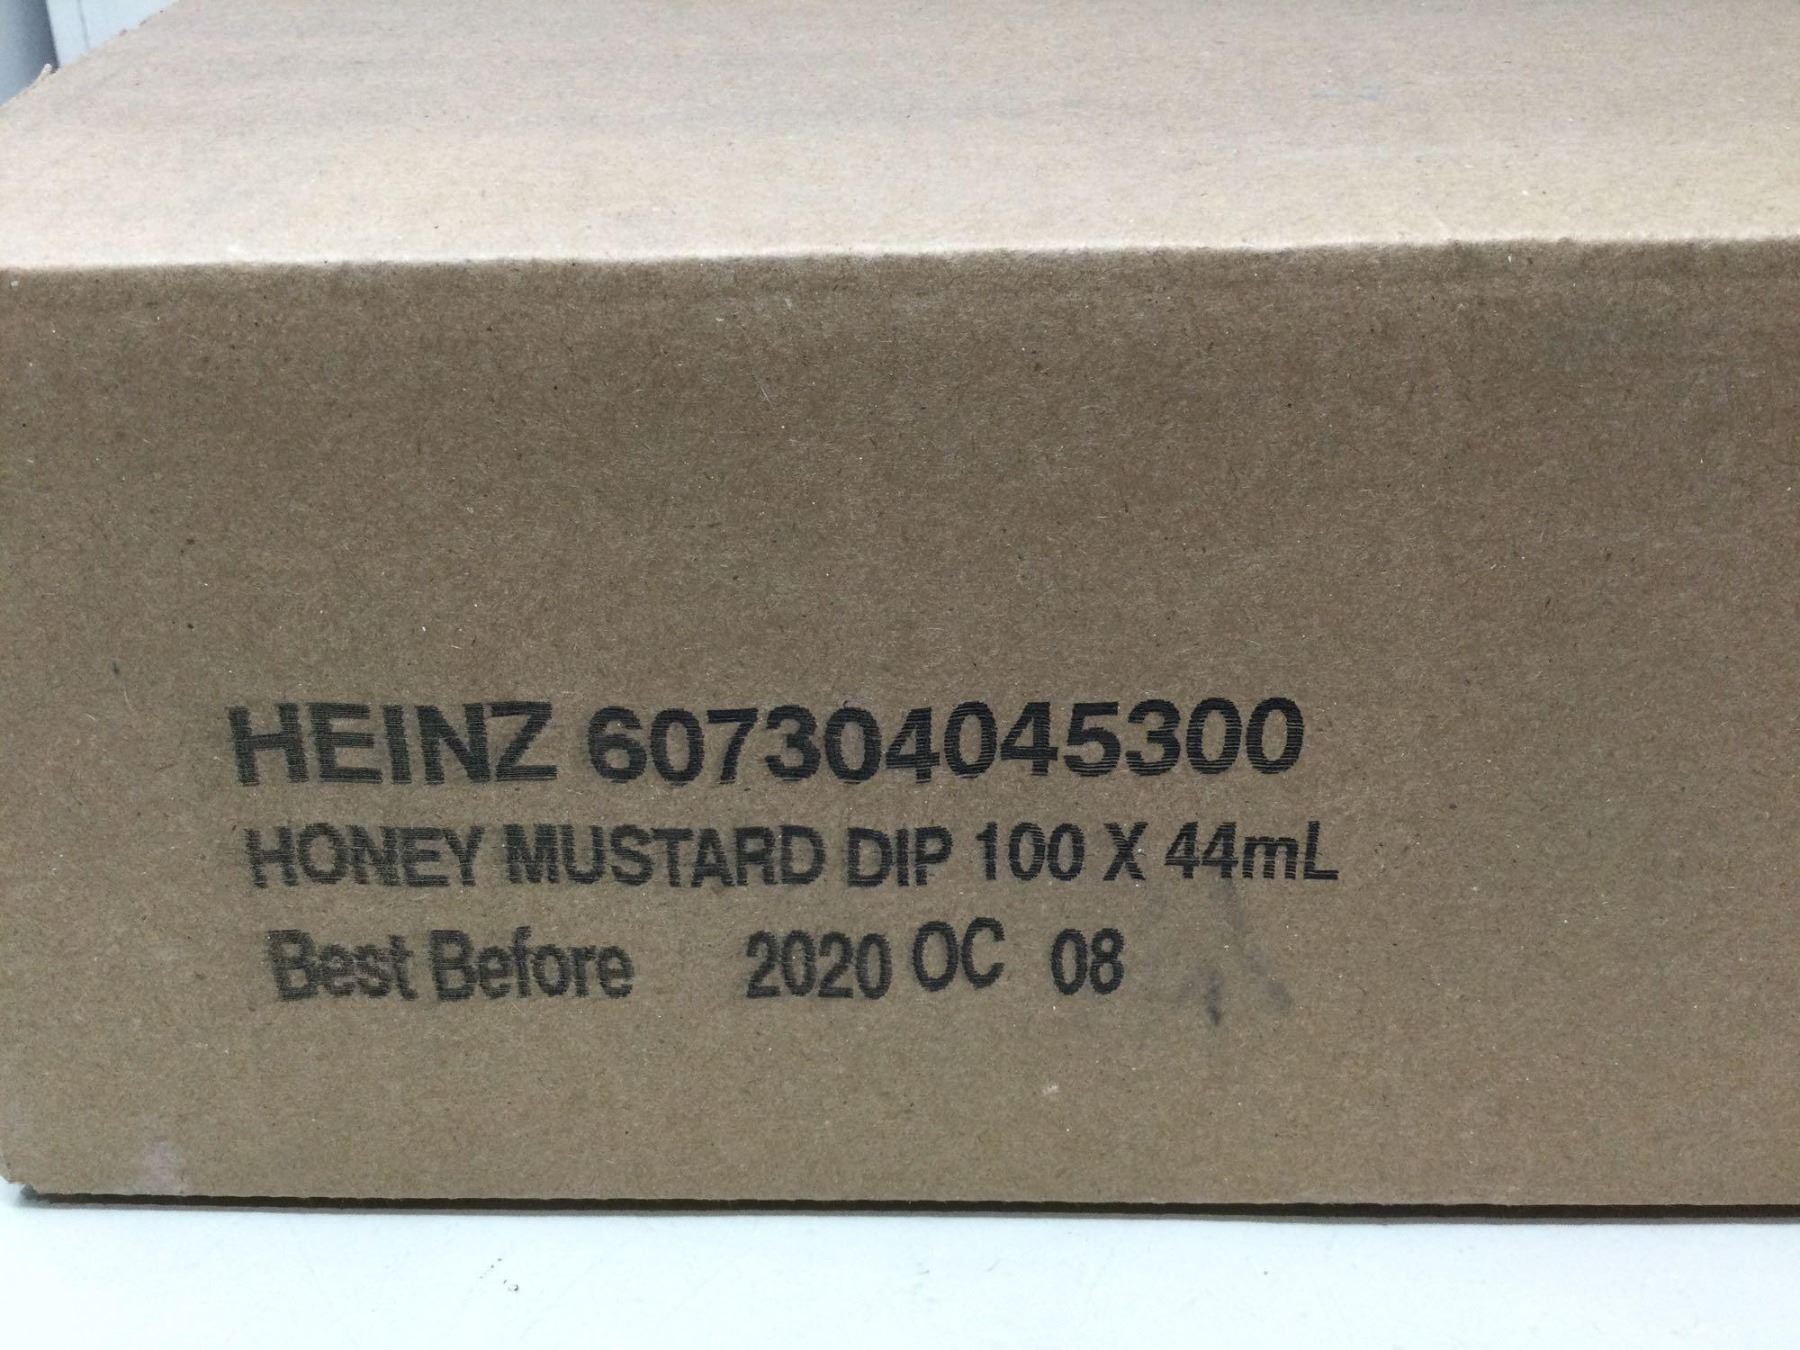 HEINZ 607304045300
HONEY MUSTARD DIP 100 X 44mL
Best Before 2020 OC 08